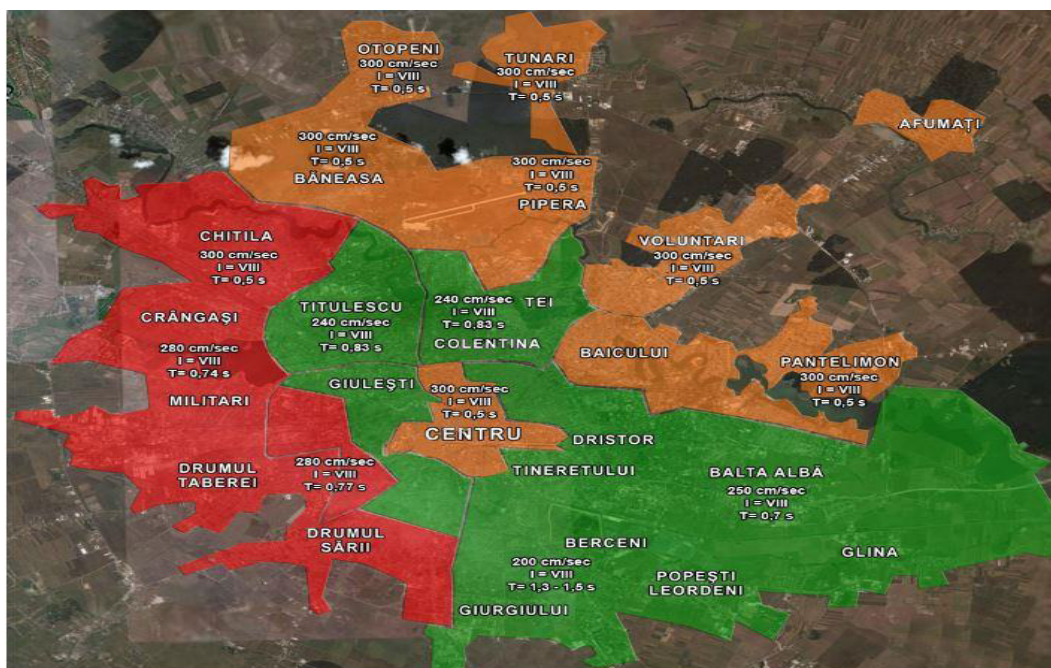 OTOPENI
300 cm/sec
I = VIII
T= 0,5 s
TUNARI
300 cm/sec
I = VIII
T= 0,5 s
AFUMAȚI
300 cm/sec
I = VIII
T= 0,5 s
BĂNEASA
300 cm/sec
I = VIII
T= 0,5 s
PIPERA
CHITILA
300 cm/sec
I = VIII
T= 0,5 s
VOLUNTARI
300 cm/sec
I = VIII
T= 0,5 s
CRÂNGAȘI
280 cm/sec
I = VIII
T= 0,74 s
MILITARI
TITULESCU
240 cm/sec
I = VIII
T= 0,83 s
TEI
240 cm/sec
I = VIII
T= 0,83 s
COLENTINA
BAICULUI
PANTELIMON
300 cm/sec
I = VIII
T= 0,5 s
GIULEȘTI
300 cm/sec
I = VIII
T= 0,5 s
CENTRU
DRISTOR
TINERETULUI
DRUMUL
TABEREI
280 cm/sec
I = VIII
T= 0,77 s
BALTA ALBĂ
250 cm/sec
I = VIII
T= 0,7 s
DRUMUL
SĂRII
BERCENI
200 cm/sec
I = VIII
T= 1,3 - 1,5 s
GLINA
POPEȘTI
LEORDENI
GIURGIULUI